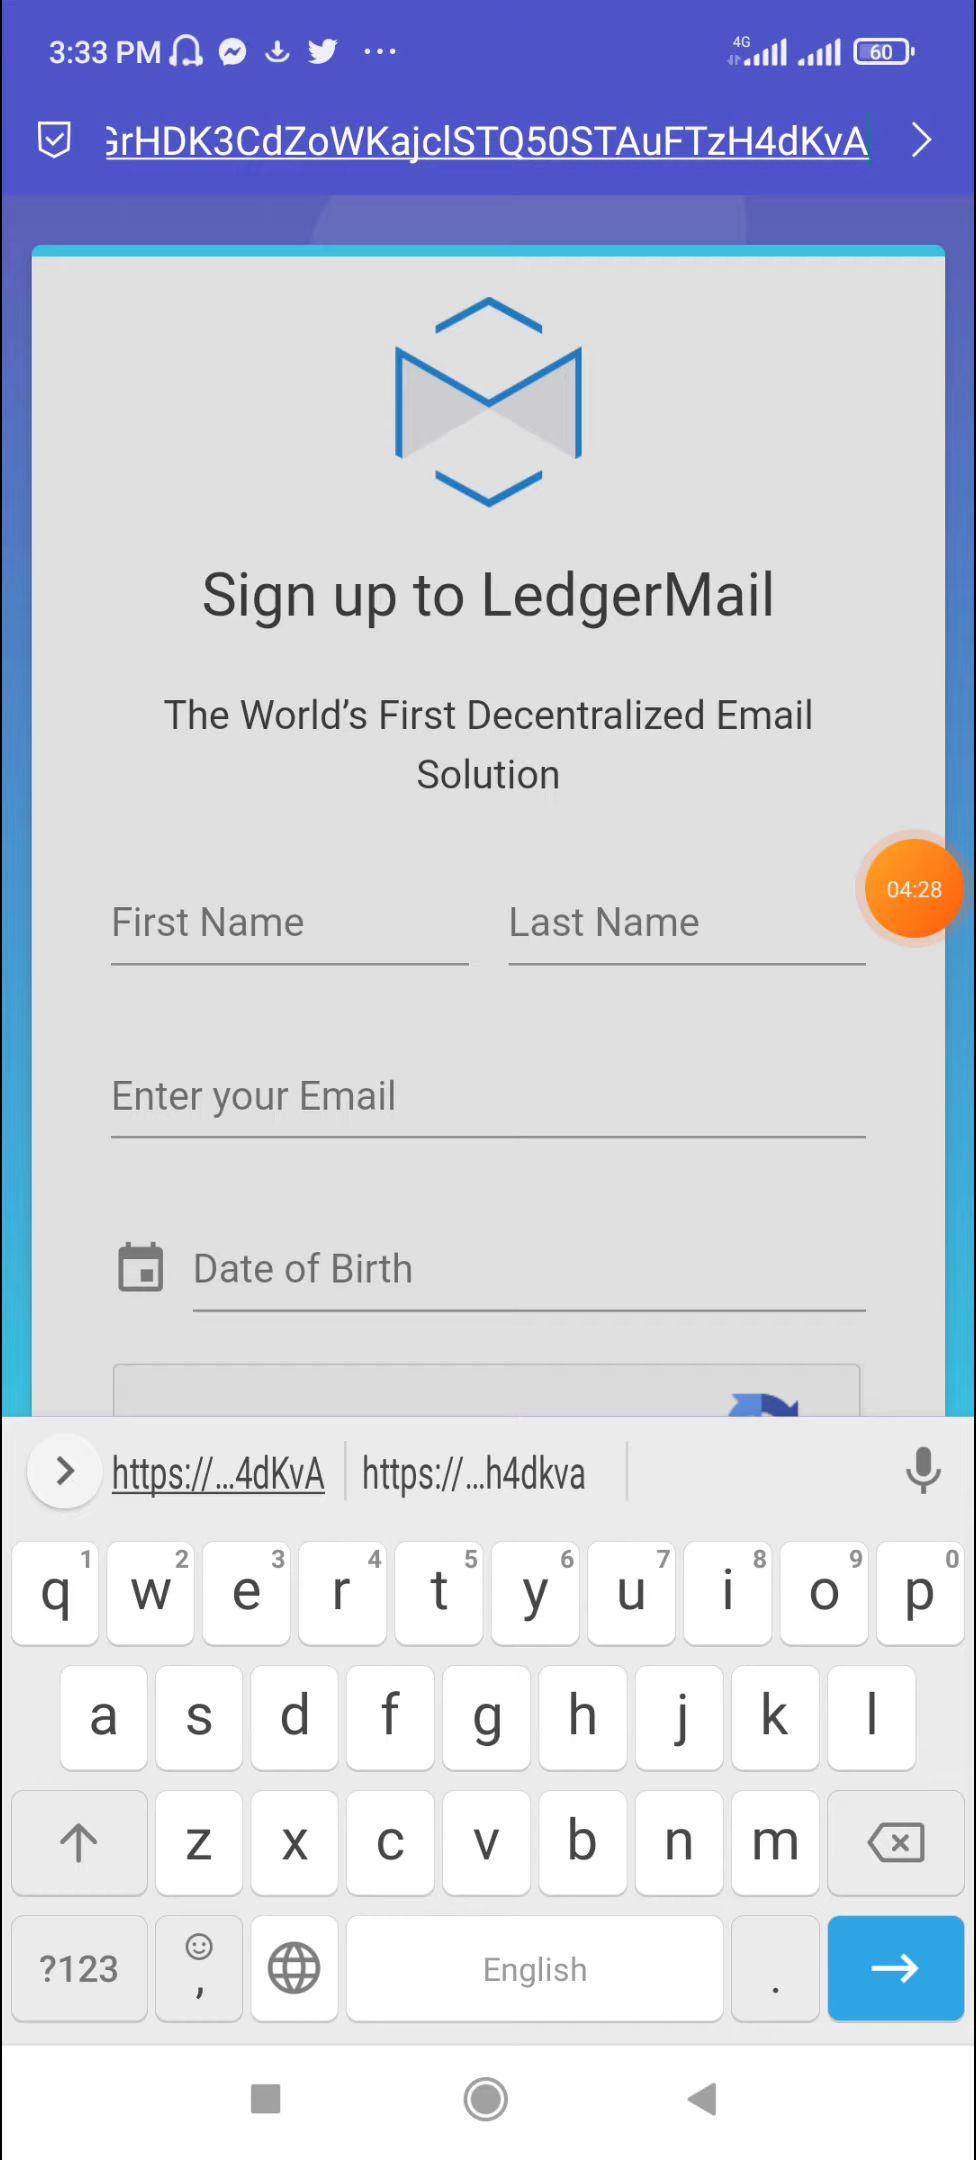 3:33 PM
4G
60
GrHDK3CdZoWKajclSTQ50STAuFTzH4dKvA
Sign up to LedgerMail
The World’s First Decentralized Email
Solution
04:28
First Name Last Name
Enter your Email
Date of Birth
https://...4dKvA https://...h4dkva
1 2 3 4 5 6 7 8 9 0
q w e r t y u i o p
a s d f g h j k l
z x c v b n m
?123 , English .